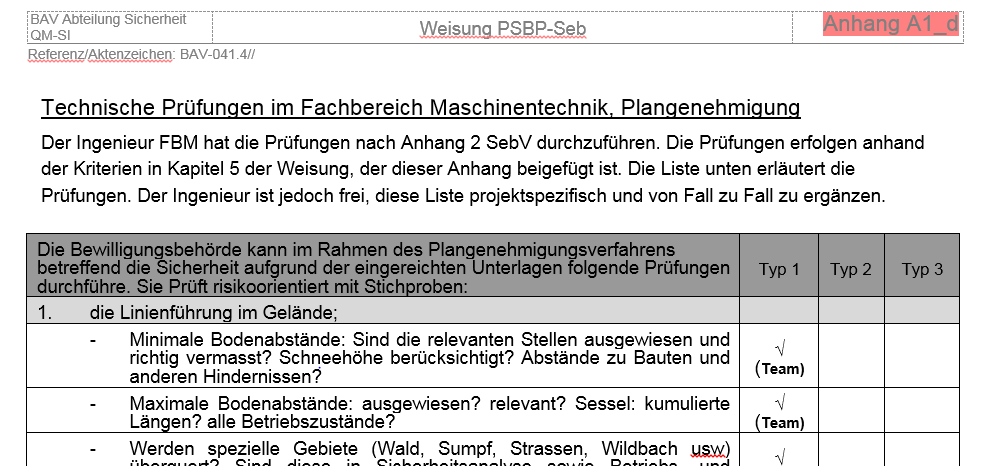 BAV Abteilung Sicherheit
QM-SI
Weisung PSBP-Seb
Anhang A1_d
Referenz/Aktenzeichen: BAV-041.4//
Technische Prüfungen im Fachbereich Maschinentechnik, Plangenehmigung
Der Ingenieur FBM hat die Prüfungen nach Anhang 2 SebV durchzuführen. Die Prüfungen erfolgen anhand
der Kriterien in Kapitel 5 der Weisung, der dieser Anhang beigefügt ist. Die Liste unten erläutert die
Prüfungen. Der Ingenieur ist jedoch frei, diese Liste projektspezifisch und von Fall zu Fall zu ergänzen.
Die Bewilligungsbehörde kann im Rahmen des Plangenehmigungsverfahrens
betreffend die Sicherheit aufgrund der eingereichten Unterlagen folgende Prüfungen
durchführe. Sie Prüft risikoorientiert mit Stichproben:
Typ 1
Typ 2
Typ 3
1. die Linienführung im Gelände;
- Minimale Bodenabstände: Sind die relevanten Stellen ausgewiesen und
richtig vermasst? Schneehöhe berücksichtigt? Abstände zu Bauten und
anderen Hindernissen?
√
(Team)
- Maximale Bodenabstände: ausgewiesen? relevant? Sessel: kumulierte
Längen? alle Betriebszustände?
√
(Team)
- Werden spezielle Gebiete (Wald, Sumpf, Strassen, Wildbach usw)
überquert? Sind diese in Sicherheitsanalyse sowie Betriebs- und
√